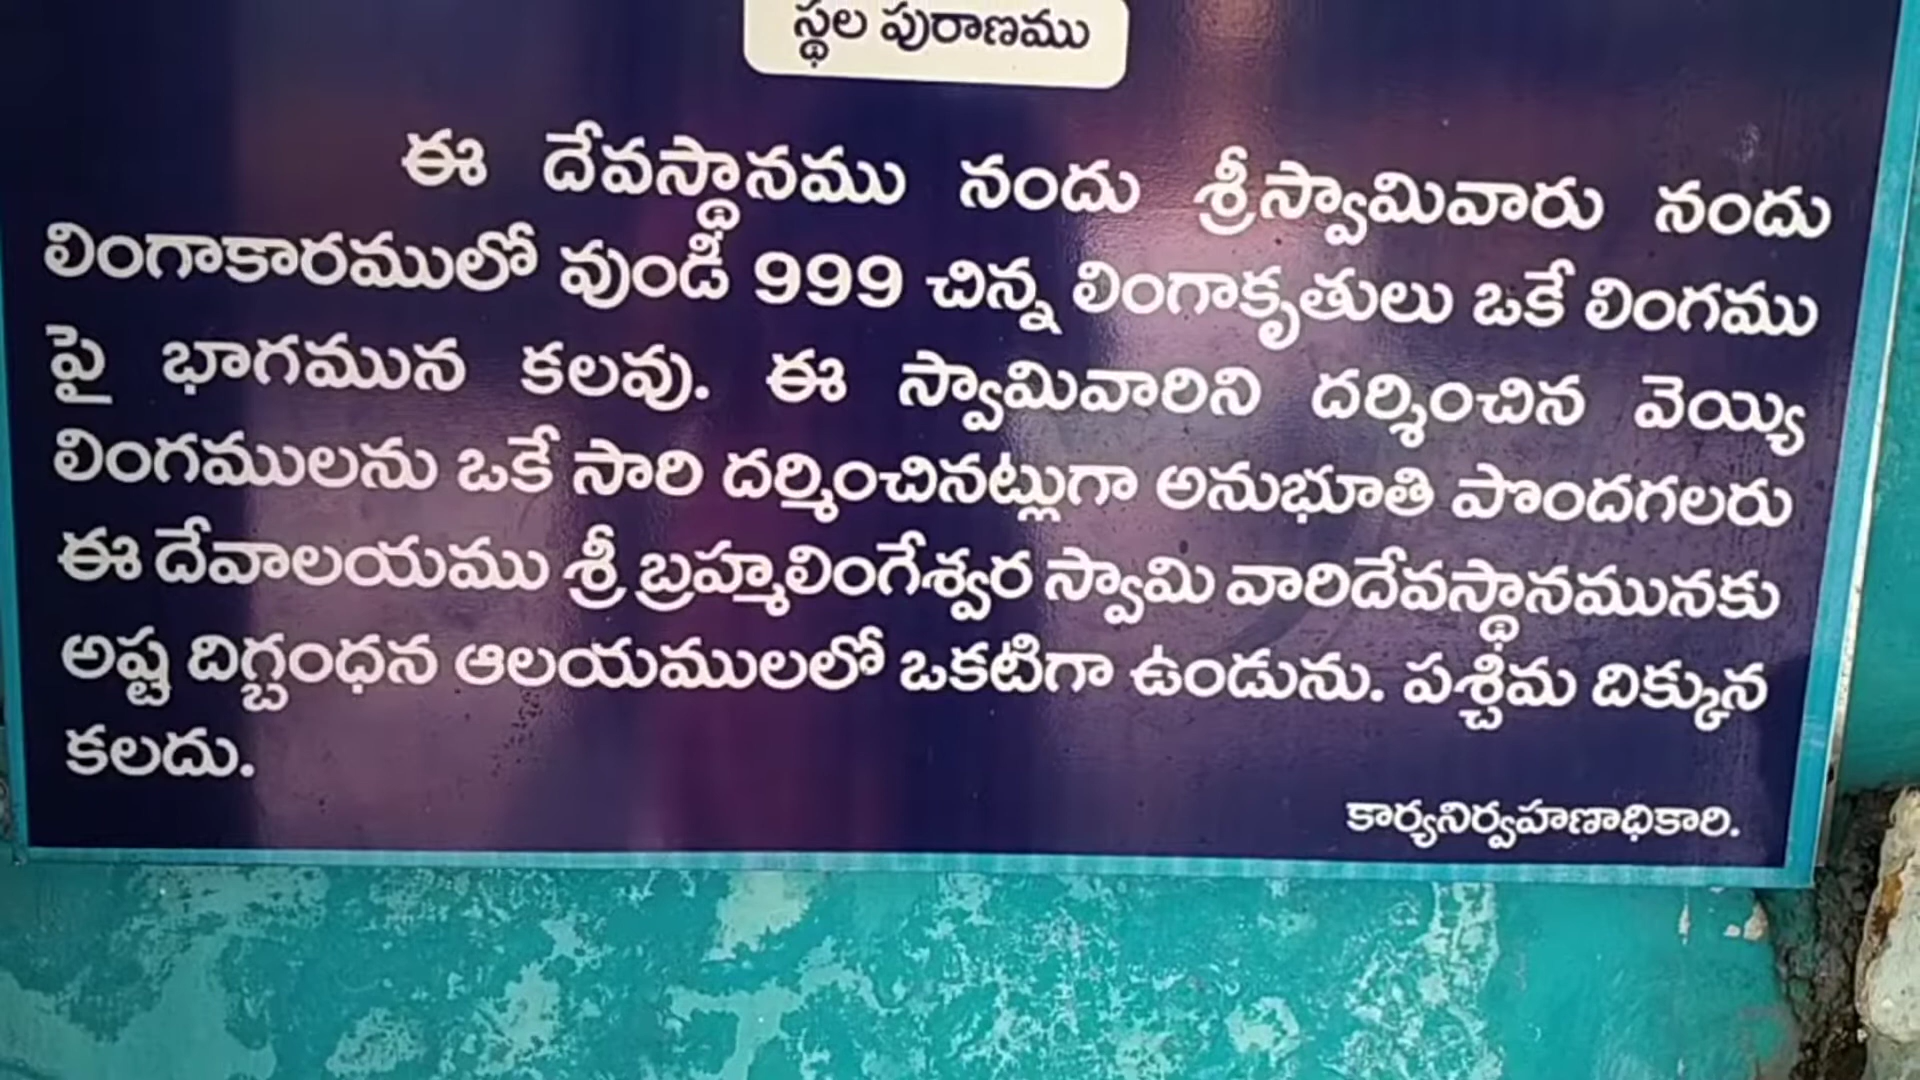 స్థల పురాణము
ఈ దేవస్థానము నందు శ్రీస్వామివారు నందు
లింగాకారములో వుండి 999 చిన్న లింగాకృతులు ఒకే లింగము
పై భాగమున కలవు. ఈ స్వామివారిని దర్శించిన వెయ్యి
లింగములను ఒకే సారి దర్మించినట్లుగా అనుభూతి పొందగలరు
ఈ దేవాలయము శ్రీ బ్రహ్మలింగేశ్వర స్వామి వారిదేవస్థానమునకు
అష్ట దిగ్భంధన ఆలయములలో ఒకటిగా ఉండును. పశ్చిమ దిక్కున
కలదు.
కార్యనిర్వహణాధికారి.